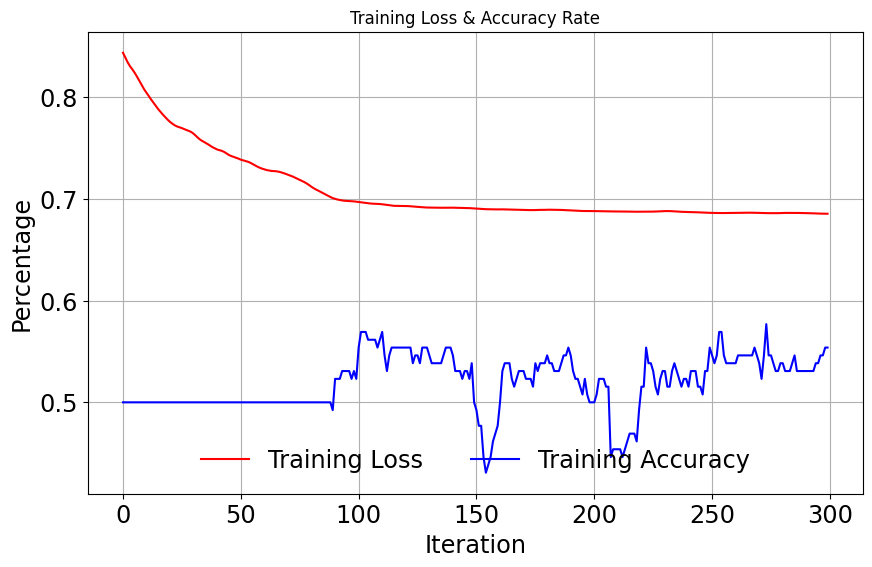 Training Loss & Accuracy Rate
0.8
0.7
0.6
0.5
Percentage
Training Loss
Training Accuracy
0 50 100 150 200 250 300
Iteration